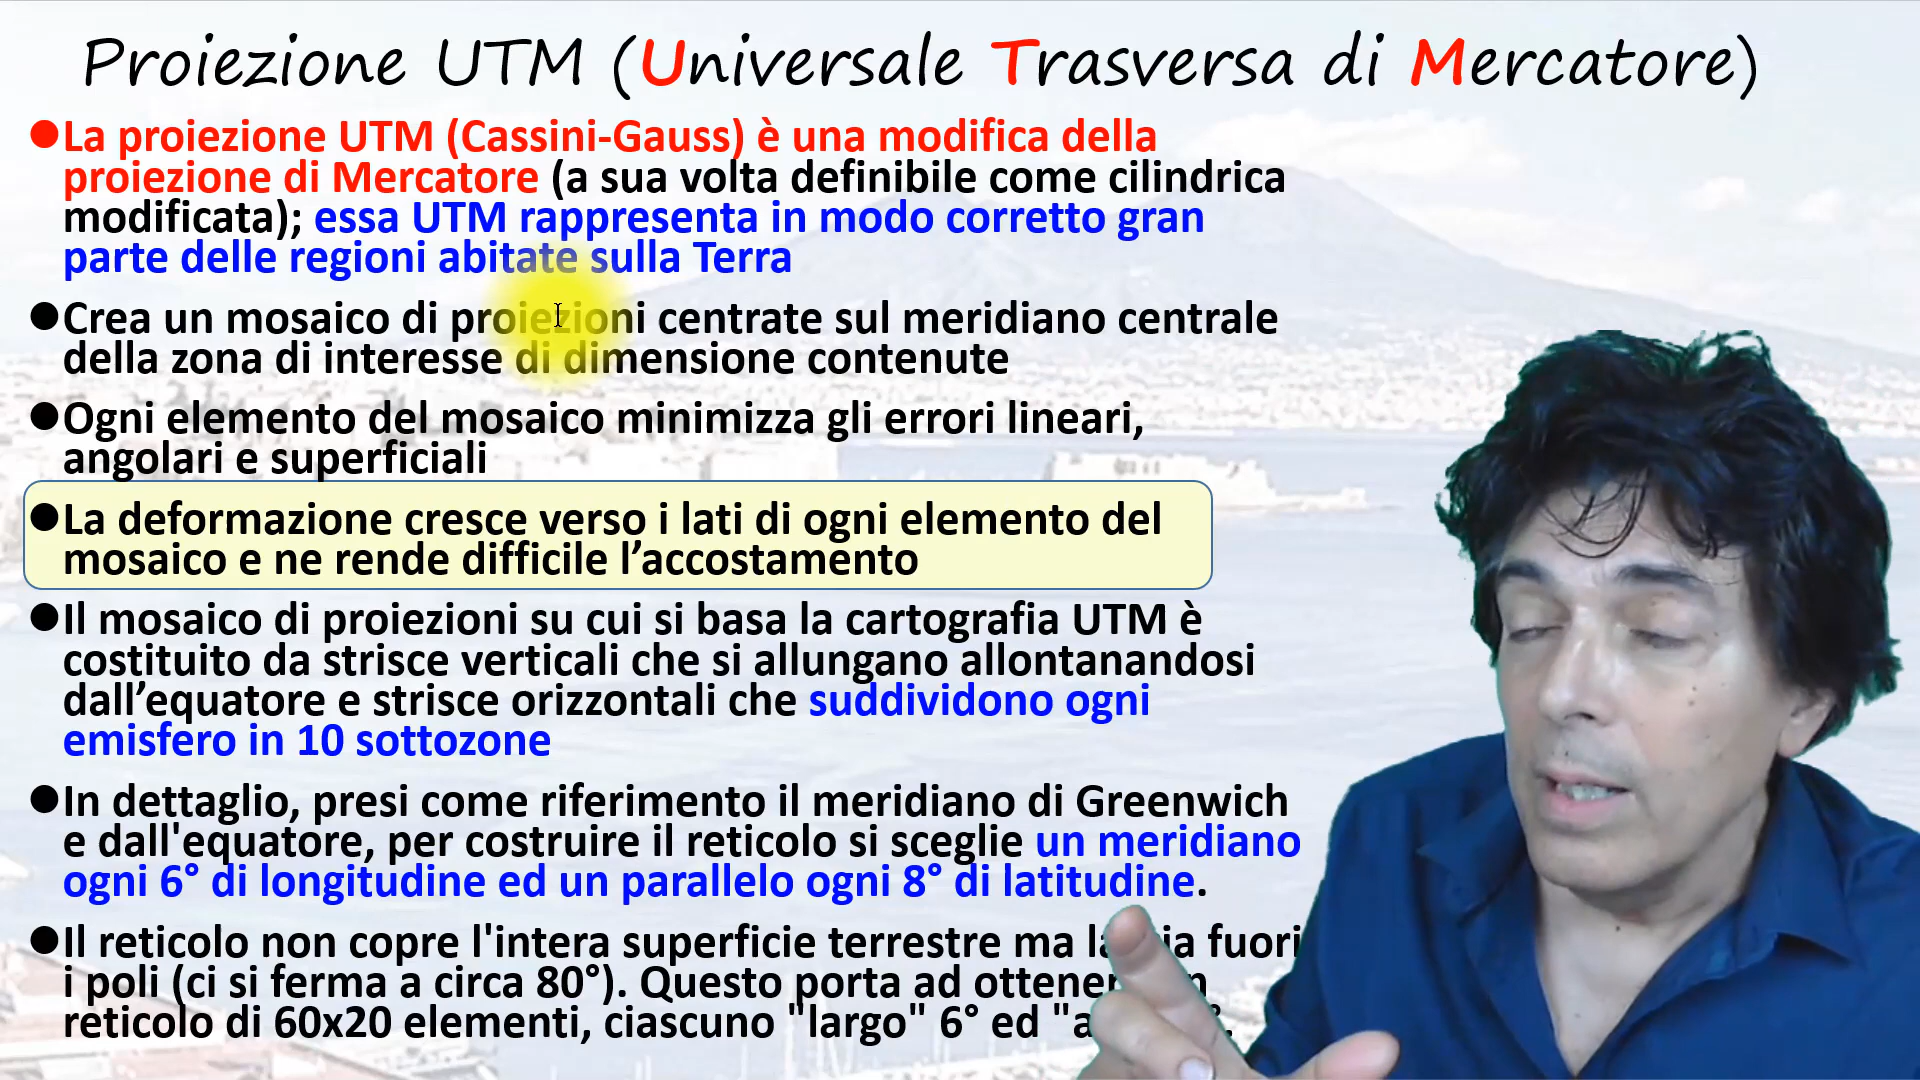 Proiezione UTM (Universale Trasversa di Mercatore)
●La proiezione UTM (Cassini-Gauss) è una modifica della
proiezione di Mercatore (a sua volta definibile come cilindrica
modificata); essa UTM rappresenta in modo corretto gran
parte delle regioni abitate sulla Terra
●Crea un mosaico di proiezioni centrate sul meridiano centrale
della zona di interesse di dimensione contenute
●Ogni elemento del mosaico minimizza gli errori lineari,
angolari e superficiali
●La deformazione cresce verso i lati di ogni elemento del
mosaico e ne rende difficile l’accostamento
●Il mosaico di proiezioni su cui si basa la cartografia UTM è
costituito da strisce verticali che si allungano allontanandosi
dall’equatore e strisce orizzontali che suddividono ogni
emisfero in 10 sottozone
●In dettaglio, presi come riferimento il meridiano di Greenwich
e dall'equatore, per costruire il reticolo si sceglie un meridiano
ogni 6° di longitudine ed un parallelo ogni 8° di latitudine.
●Il reticolo non copre l'intera superficie terrestre ma fuori
i poli (ci si ferma a circa 80°). Questo porta ad
reticolo di 60x20 elementi, ciascuno "largo" 6° ed